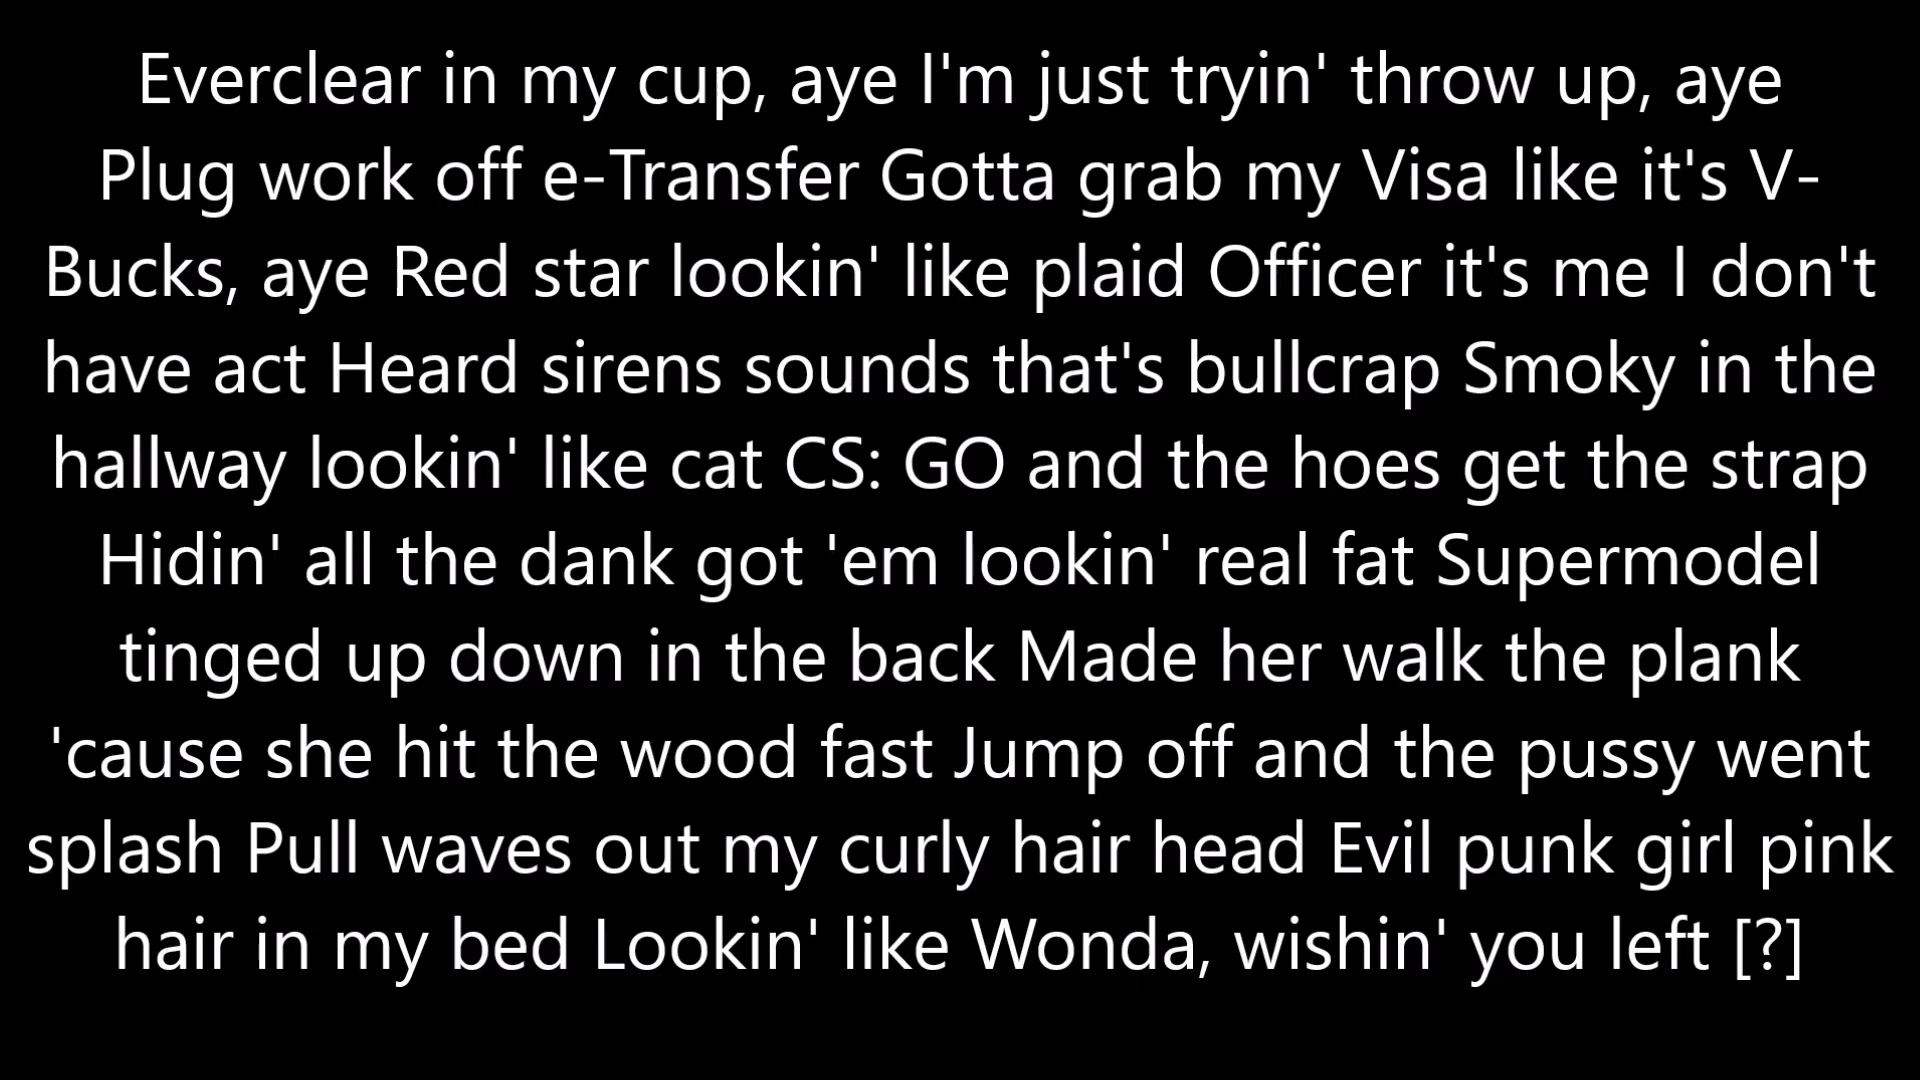 Everclear in my cup, aye I'm just tryin' throw up, aye
Plug work off e-Transfer Gotta grab my Visa like it's V-
Bucks, aye Red star lookin' like plaid Officer it's me I don't
have act Heard sirens sounds that's bullcrap Smoky in the
hallway lookin' like cat CS: GO and the hoes get the strap
Hidin' all the dank got 'em lookin' real fat Supermodel
tinged up down in the back Made her walk the plank
'cause she hit the wood fast Jump off and the pussy went
splash Pull waves out my curly hair head Evil punk girl pink
hair in my bed Lookin' like Wonda, wishin' you left [?]